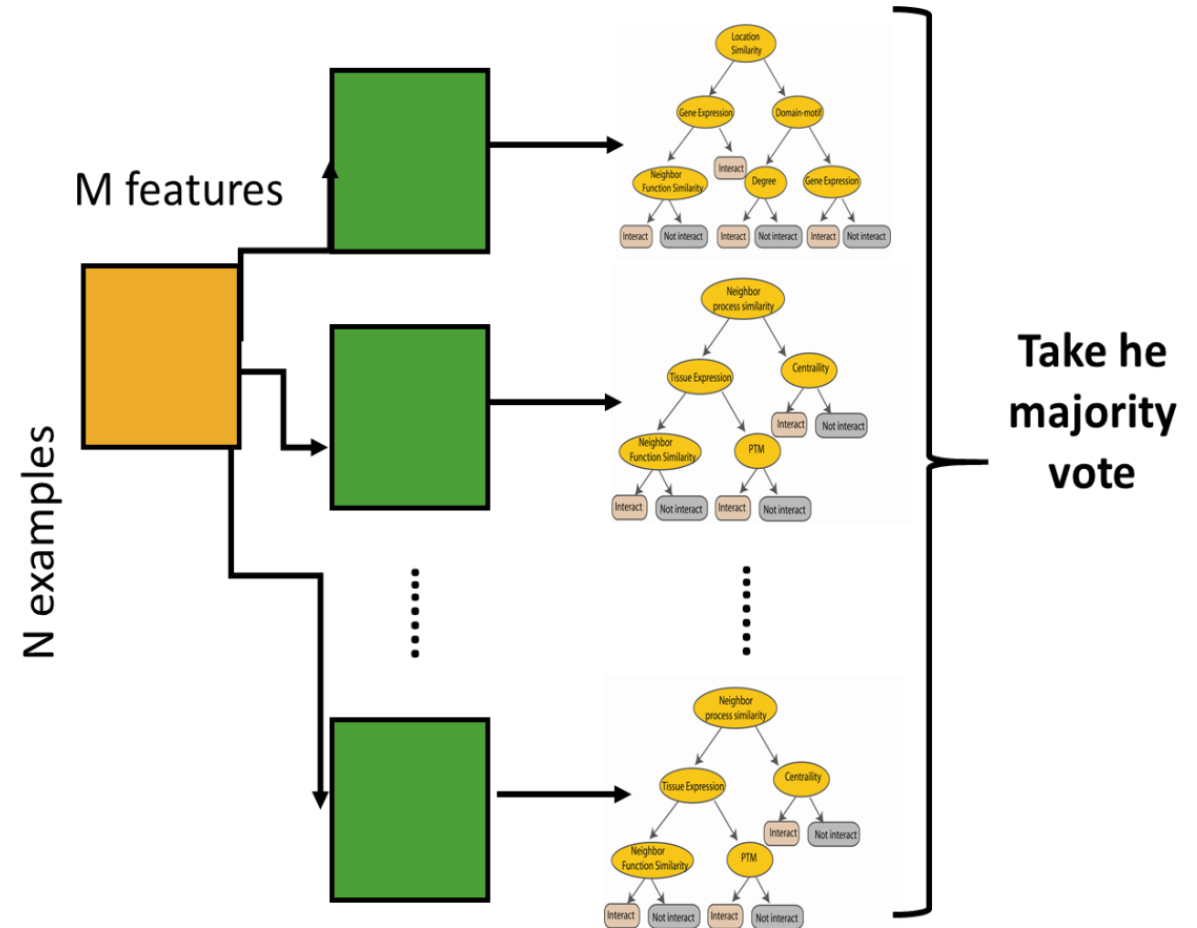 M features
N examples
Location
Similarity
Gene Expression
Domain-motif
Interact
Neighbor
Function Similarity
Degree
Gene Expression
Interact
Not interact
Interact
Not interact
Interact
Not interact
Neighbor
process similarity
Tissue Expression
Centraility
Interact
Not interact
Neighbor
Function Similarity
PTM
Interact
Not interact
Interact
Not interact
Neighbor
process similarity
Tissue Expression
Centraility
Interact
Not interact
Neighbor
Function Similarity
PTM
Interact
Not interact
Interact
Not interact
Take he
majority
vote